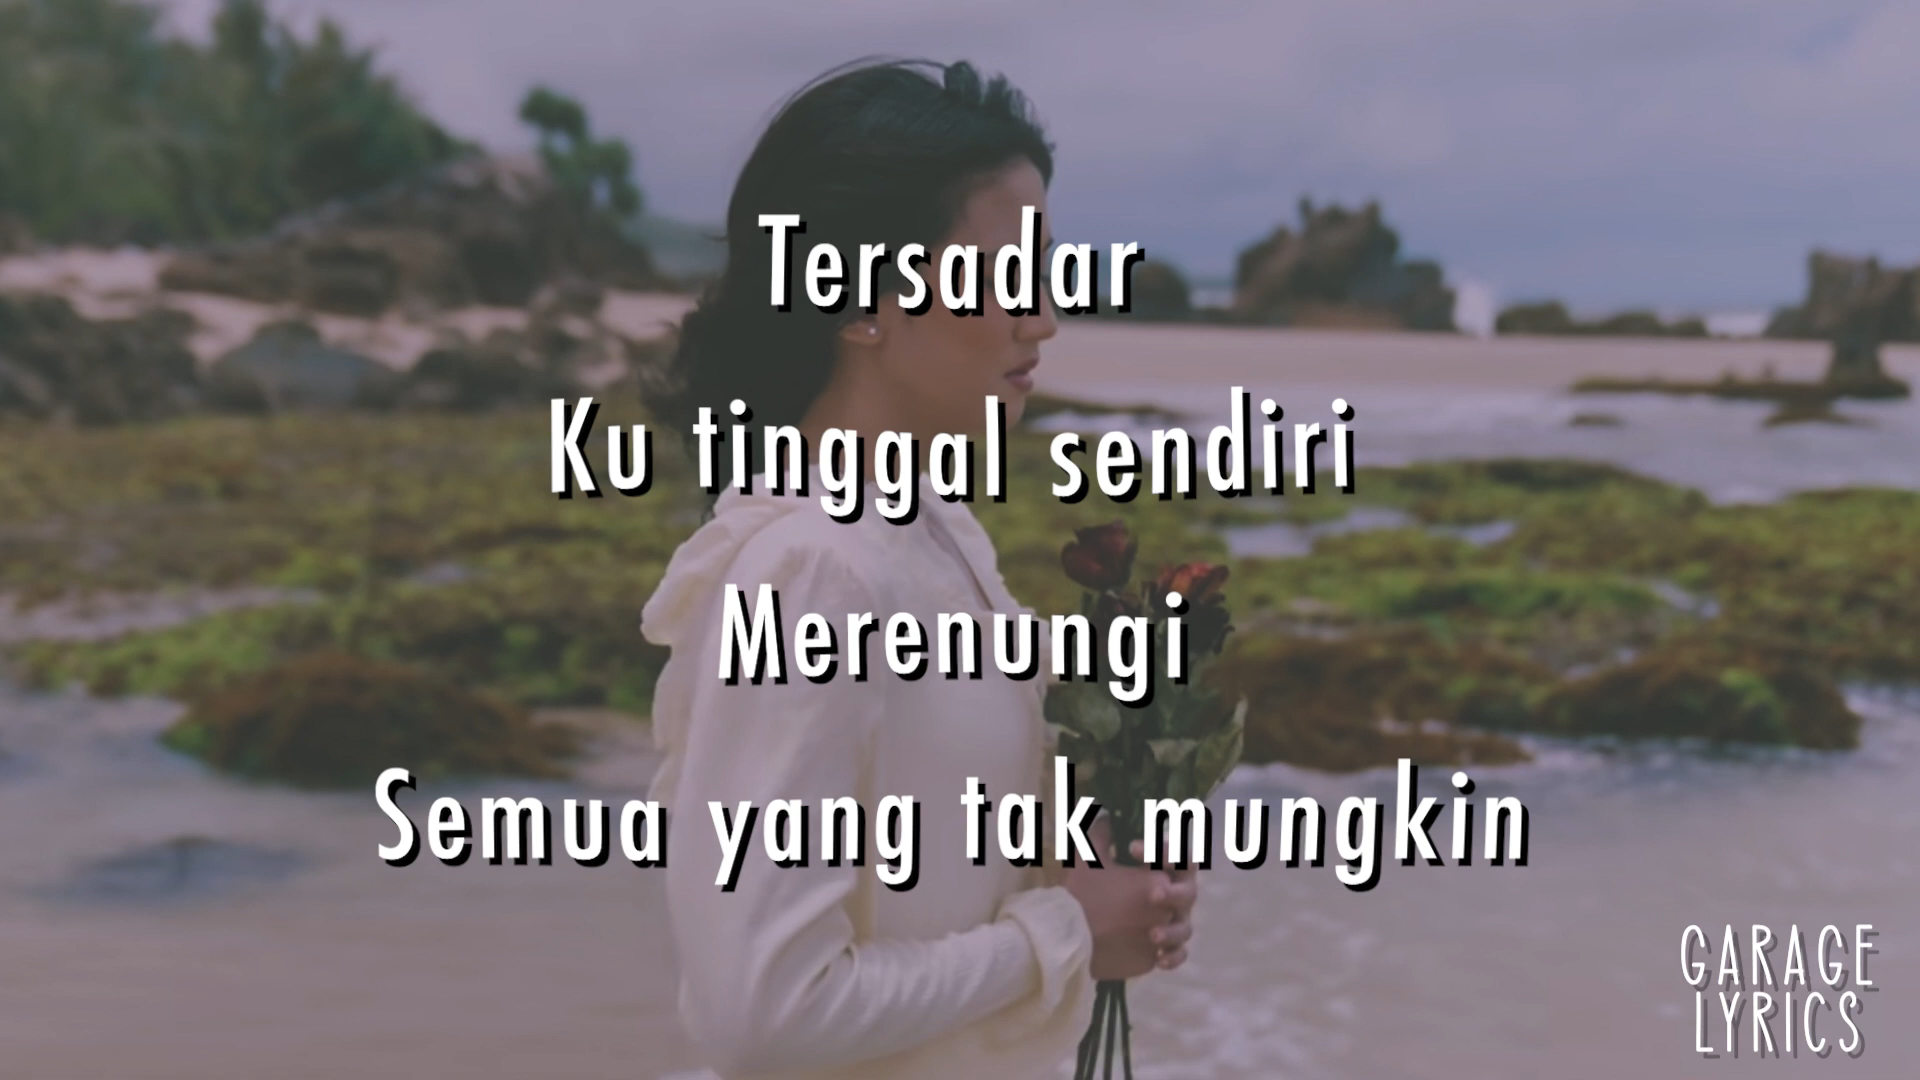 Tersadar
Ku tinggal sendiri
Merenungi
Semua yang tak mungkin
GARAGE
LYRICS